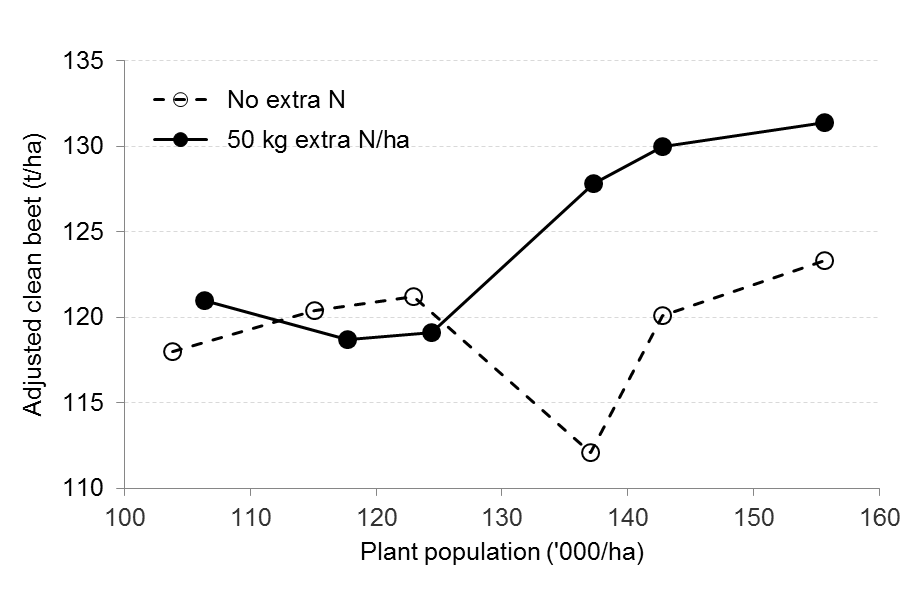 135
130
125
120
115
110
Adjusted clean beet (t/ha)
No extra N
50 kg extra N/ha
100 110 120 130 140 150 160
Plant population ('000/ha)